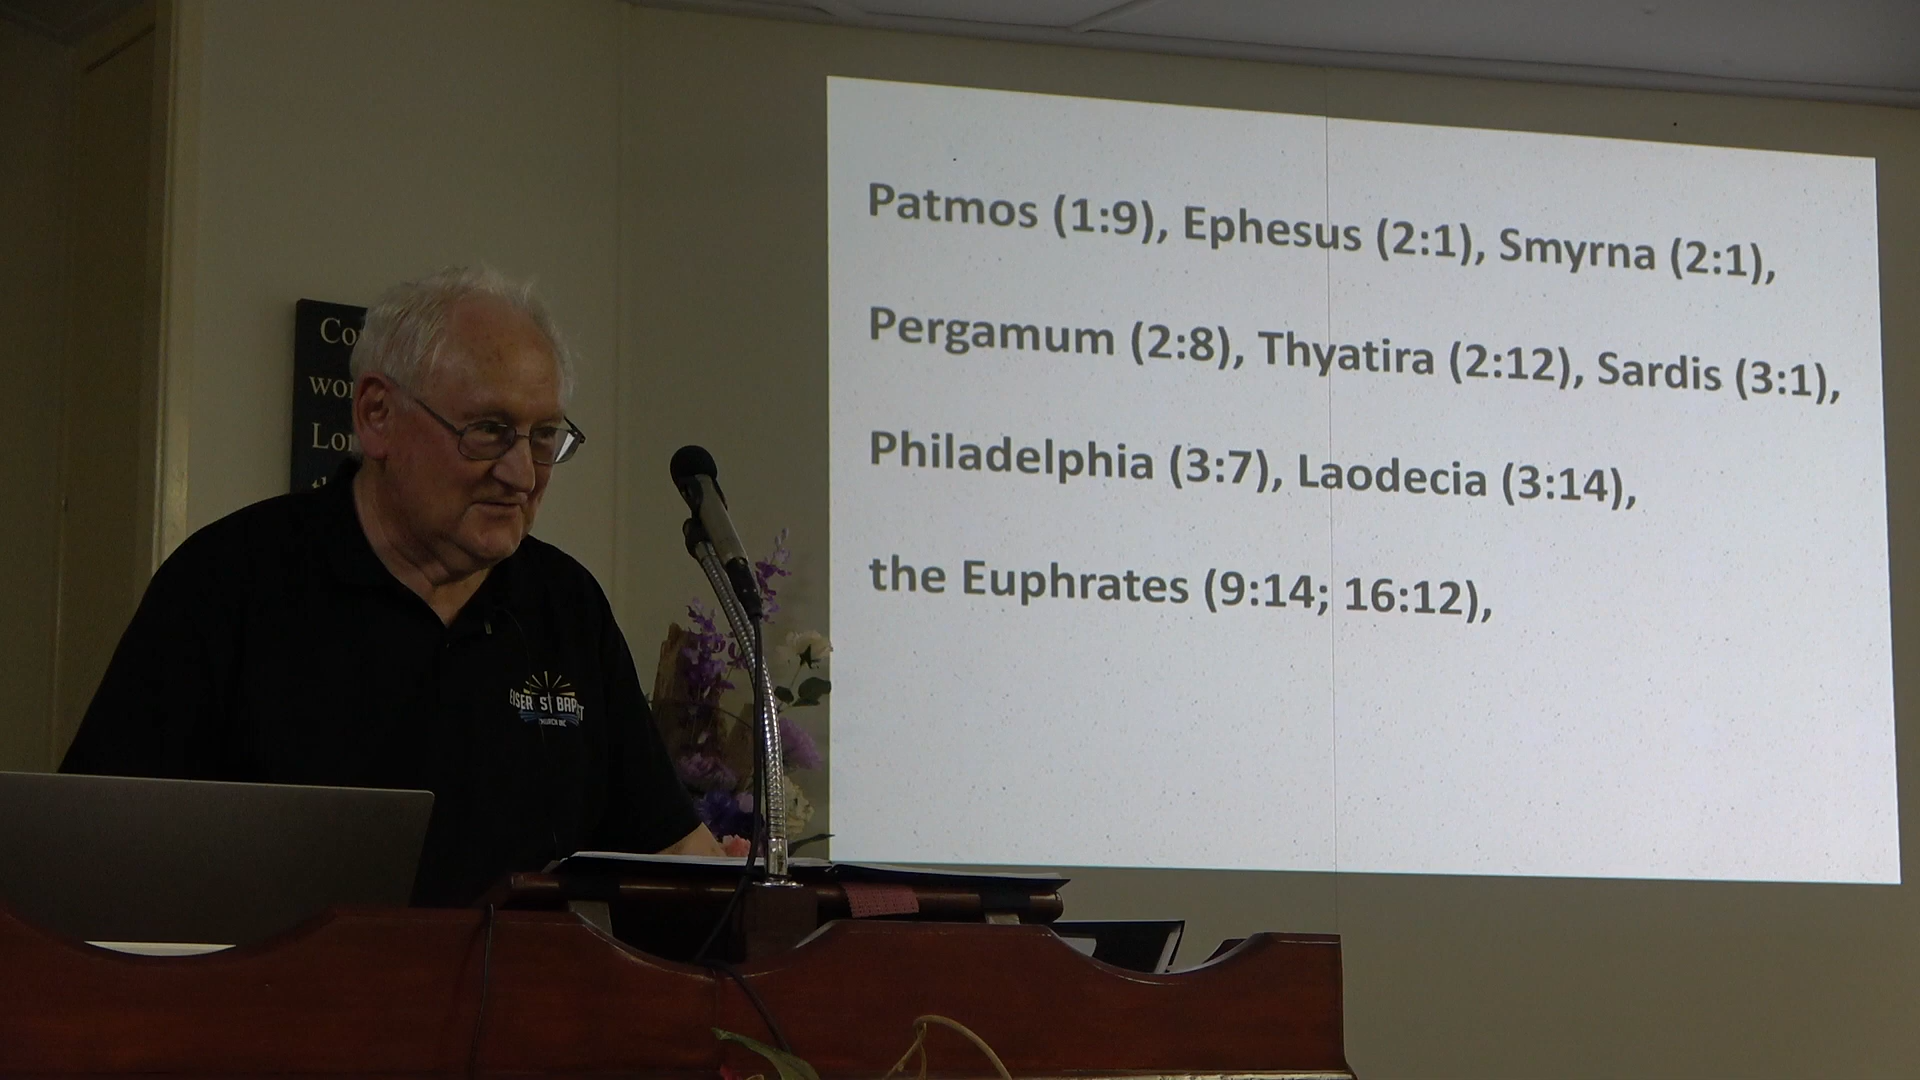 Patmos (1:9), Ephesus (2:1), Smyrna (2:1),
Pergamum (2:8), Thyatira (2:12), Sardis (3:1),
Philadelphia (3:7), Laodecia (3:14),
the Euphrates (9:14; 16:12),